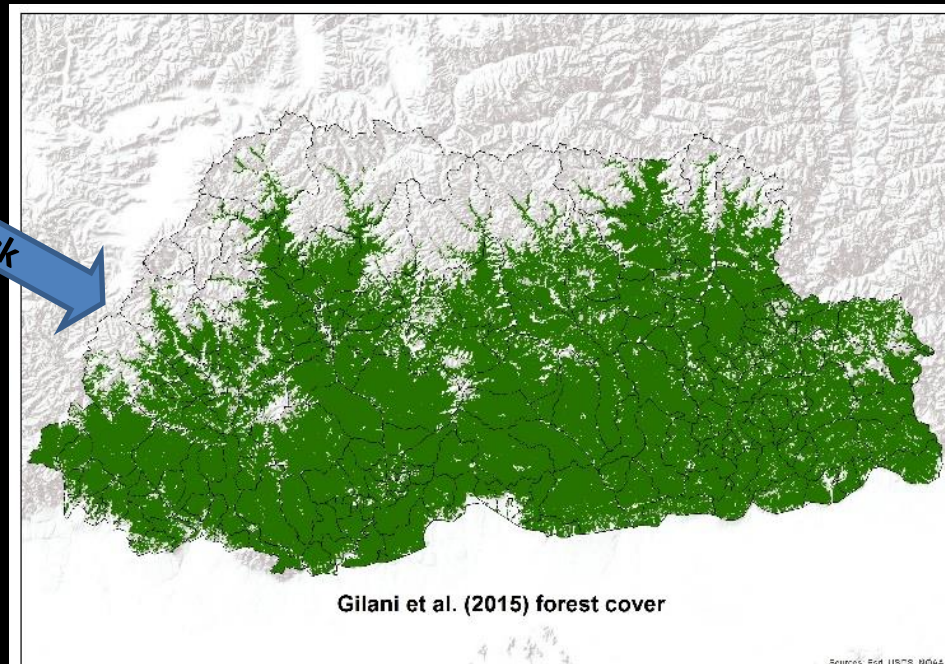 Gilani et al. (2015) forest cover
Sources: Esri, USGS, NOAA